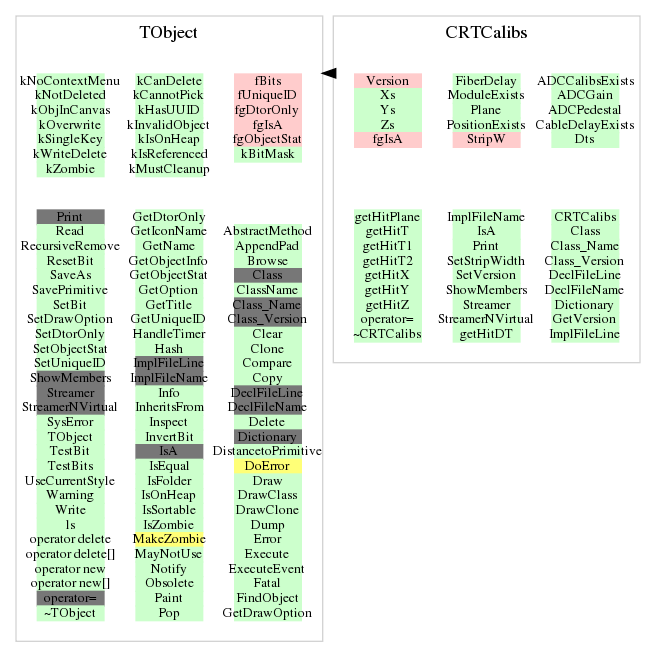 TObject
kNoContextMenu kCanDelete fBits
kNotDeleted kCannotPick fUniqueID
kObjInCanvas kHasUUID fgDtorOnly
kOverwrite kInvalidObject fgIsA
kSingleKey kIsOnHeap fgObjectStat
kWriteDelete kIsReferenced kBitMask
kZombie kMustCleanup
Print GetDtorOnly
Read GetIconName AbstractMethod
RecursiveRemove GetName AppendPad
ResetBit GetObjectInfo Browse
SaveAs GetObjectStat Class
SavePrimitive GetOption ClassName
SetBit GetTitle Class_Name
SetDrawOption GetUniqueID Class_Version
SetDtorOnly HandleTimer Clear
SetObjectStat Hash Clone
SetUniqueID ImplFileLine Compare
ShowMembers ImplFileName Copy
Streamer Info DeclFileLine
StreamerNVirtual InheritsFrom DeclFileName
SysError Inspect Delete
TObject InvertBit Dictionary
TestBit IsA DistancetoPrimitive
TestBits IsEqual DoError
UseCurrentStyle IsFolder Draw
Warning IsOnHeap DrawClass
Write IsSortable DrawClone
ls IsZombie Dump
operator delete MakeZombie Error
operator delete[] MayNotUse Execute
operator new Notify ExecuteEvent
operator new[] Obsolete Fatal
operator= Paint FindObject
~TObject Pop GetDrawOption
CRTCalibs
Version FiberDelay ADCCalibsExists
Xs ModuleExists ADCGain
Ys Plane ADCPedestal
Zs PositionExists CableDelayExists
fgIsA StripW Dts
getHitPlane ImplFileName CRTCalibs
getHitT IsA Class
getHitT1 Print Class_Name
getHitT2 SetStripWidth Class_Version
getHitX SetVersion DeclFileLine
getHitY ShowMembers DeclFileName
getHitZ Streamer Dictionary
operator= StreamerNVirtual GetVersion
~CRTCalibs getHitDT ImplFileLine